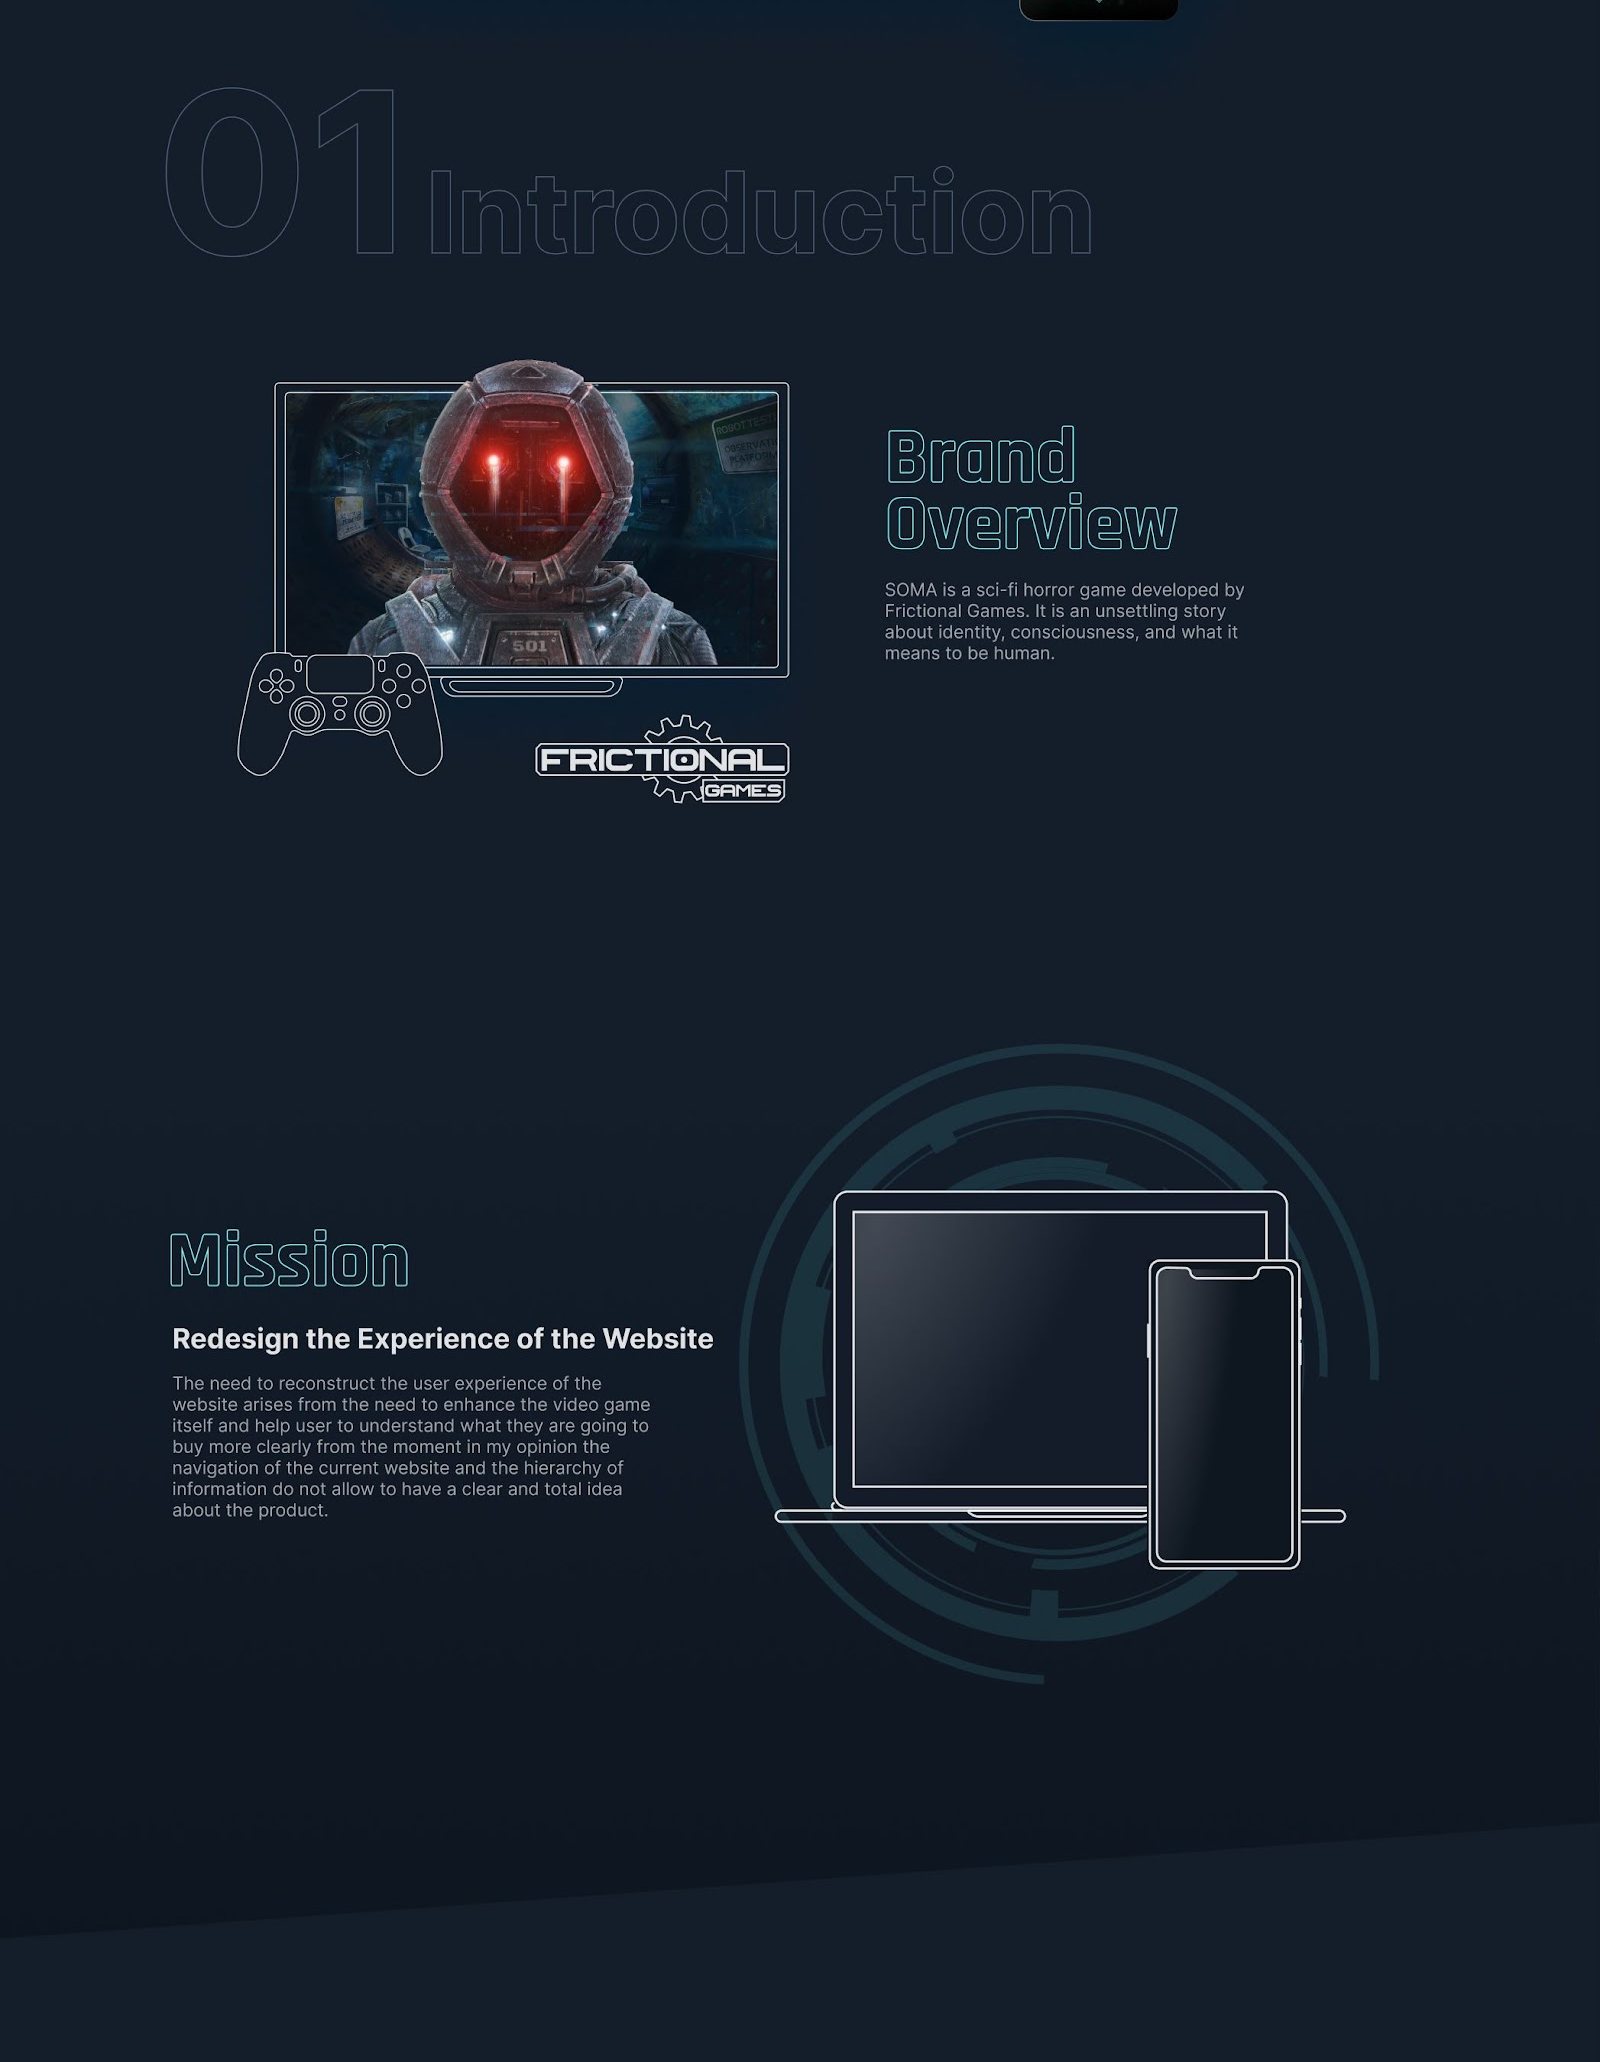 01 Introduction
ROBOT TEST
OBSERVATI
PLATFORM
501
FRICTIONAL
GAMES
Brand
Overview
SOMA is a sci-fi horror game developed by
Frictional Games. It is an unsettling story
about identity, consciousness, and what it
means to be human.
Mission
Redesign the Experience of the Website
The need to reconstruct the user experience of the
website arises from the need to enhance the video game
itself and help user to understand what they are going to
buy more clearly from the moment in my opinion the
navigation of the current website and the hierarchy of
information do not allow to have a clear and total idea
about the product.